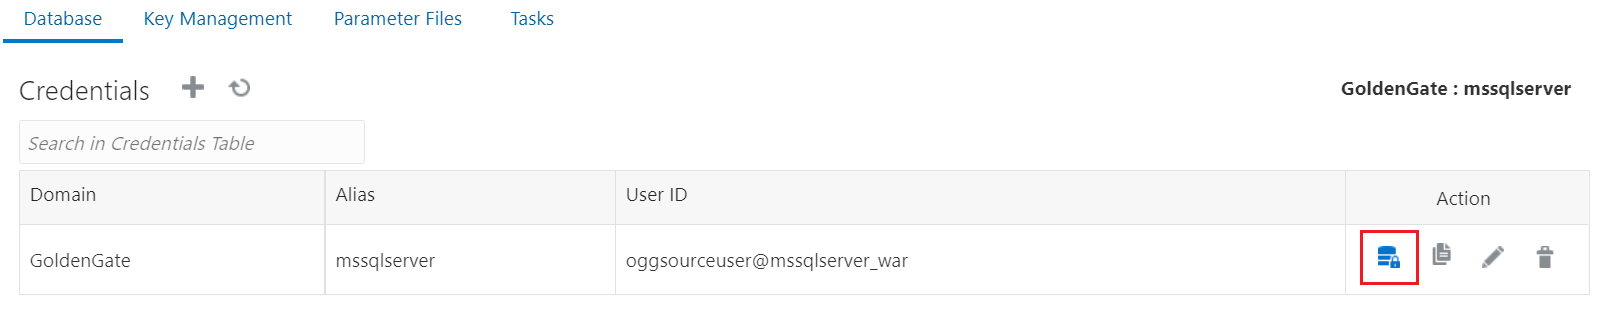 Database Key Management Parameter Files Tasks
Credentials GoldenGate : mssqlserver
Search in Credentials Table
Domain Alias User ID Action
GoldenGate mssqlserver oggsourceuser@mssqlserver_war